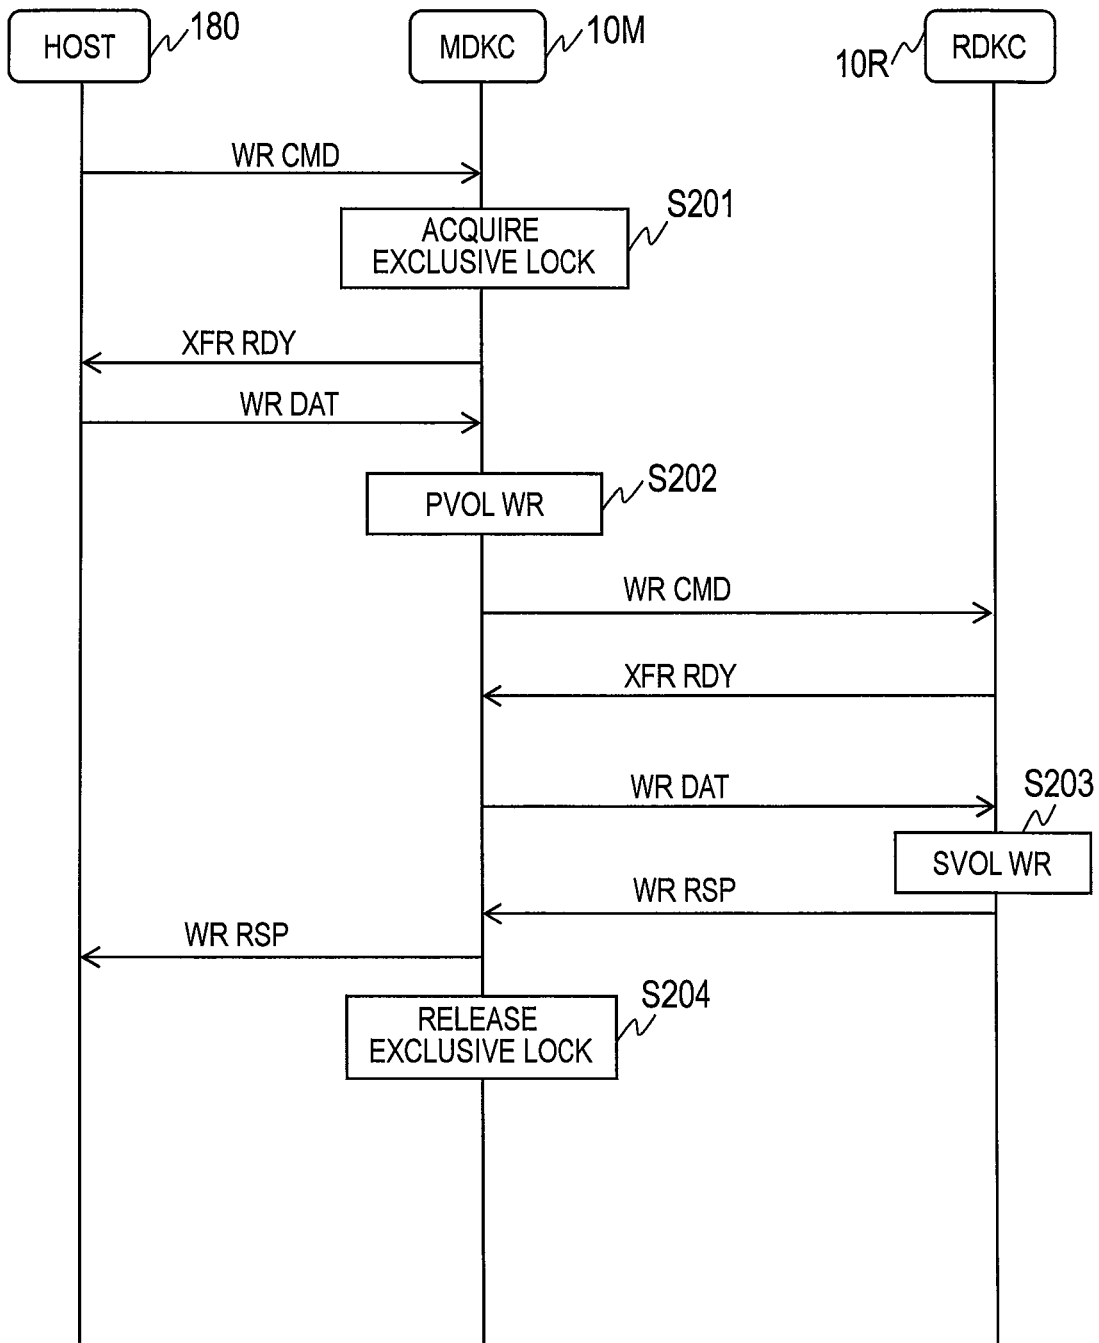 HOST
180
MDKC
10M
10R
RDKC
WR CMD
ACQUIRE
EXCLUSIVE LOCK
S201
XFR RDY
WR DAT
PVOL WR
S202
WR CMD
XFR RDY
WR DAT
S203
SVOL WR
WR RSP
WR RSP
S204
RELEASE
EXCLUSIVE LOCK